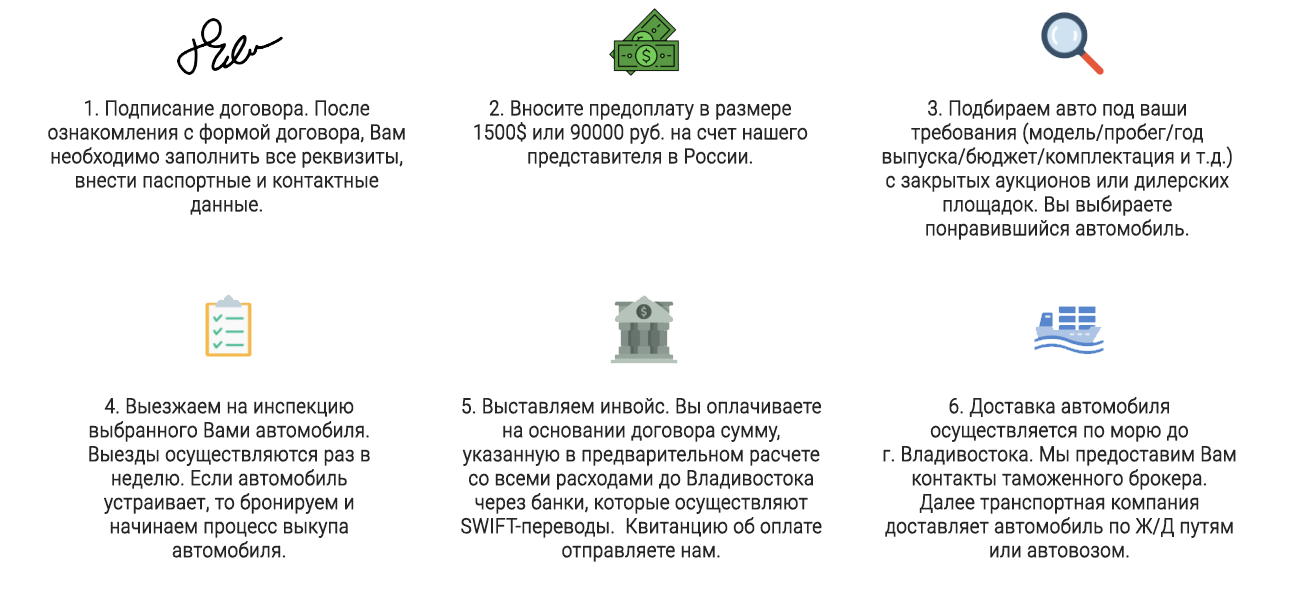 1. Подписание договора. После
ознакомления с формой договора, Вам
необходимо заполнить все реквизиты,
внести паспортные и контактные
данные.
2. Вносите предоплату в размере
1500$ или 90000 руб. на счет нашего
представителя в России.
3. Подбираем авто под ваши
требования (модель/пробег/год
выпуска/бюджет/комплектация и т.д.)
с закрытых аукционов или дилерских
площадок. Вы выбираете
понравившийся автомобиль.
4. Выезжаем на инспекцию
выбранного Вами автомобиля.
Выезды осуществляются раз в
неделю. Если автомобиль
устраивает, то бронируем и
начинаем процесс выкупа
автомобиля.
5. Выставляем инвойс. Вы оплачиваете
на основании договора сумму,
указанную в предварительном расчете
со всеми расходами до Владивостока
через банки, которые осуществляют
SWIFT-переводы. Квитанцию об оплате
отправляете нам.
6. Доставка автомобиля
осуществляется по морю до
г. Владивостока. Мы предоставим Вам
контакты таможенного брокера.
Далее транспортная компания
доставляет автомобиль по Ж/Д путям
или автовозом.